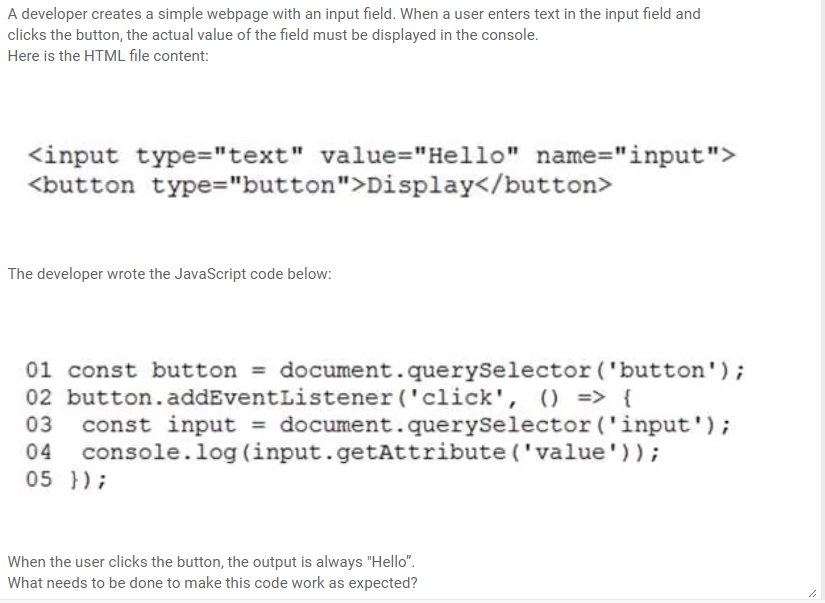 A developer creates a simple webpage with an input field. When a user enters text in the input field and
clicks the button, the actual value of the field must be displayed in the console.
Here is the HTML file content:
<input type="text" value="Hello" name="input">
<button type="button">Display</button>
The developer wrote the JavaScript code below:
01 const button = document.querySelector('button');
02 button.addEventListener('click', () => {
03  const input = document.querySelector('input');
04  console.log(input.getAttribute('value'));
05 });
When the user clicks the button, the output is always "Hello”.
What needs to be done to make this code work as expected?